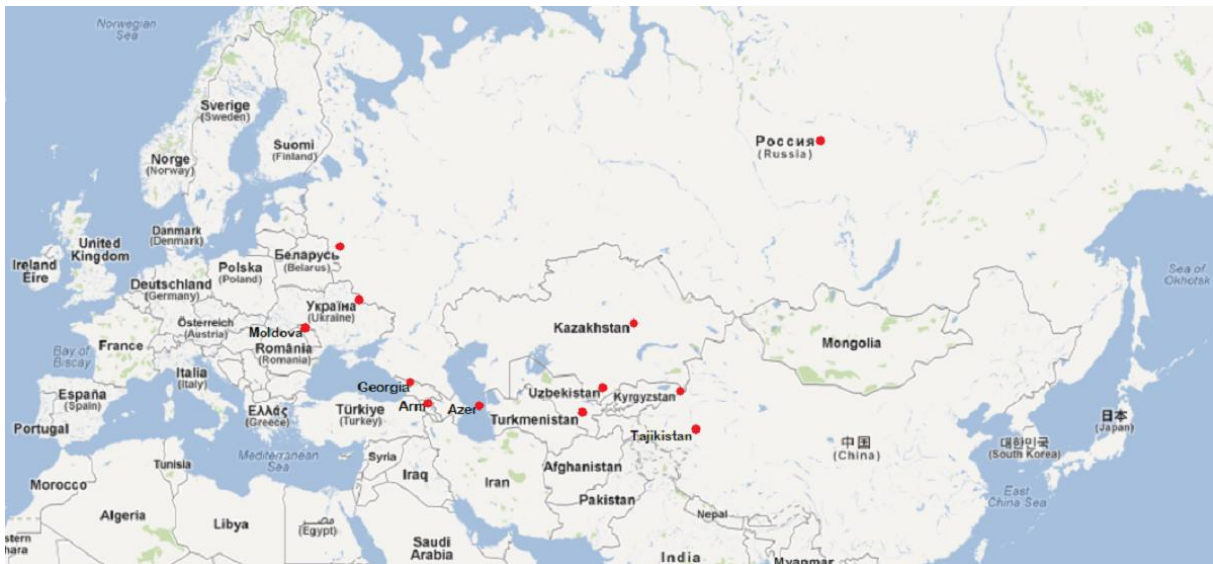 Norwegian
Sea
Sverige
(Sweden)
Suomi
(Finland)
Norge
(Norway)
Россия
(Russia)
Danmark
(Denmark)
United
Kingdom
Ireland
Éire
Беларусь
(Belarus)
Polska
(Poland)
Deutschland
(Germany)
Україна
(Ukraine)
Österreich
(Austria)
Moldova
România
(Romania)
France
Bay of
Biscay
Italia
(Italy)
España
(Spain)
Portugal
Ελλάς
(Greece)
Türkiye
(Turkey)
Georgia
Arm
Azer
Kazakhstan
Uzbekistan
Kyrgyzstan
Turkmenistan
Tajikistan
Mongolia
Sea of
Okhotsk
中国
(China)
日本
(Japan)
대한민국
(South Korea)
East
China Sea
Mediterranean
Sea
Tunisia
Morocco
Algeria
Libya
مصر
(Egypt)
Syria
Iraq
Iran
Afghanistan
Pakistan
Nepal
Saudi
Arabia
India
Myanmar
stern
hara